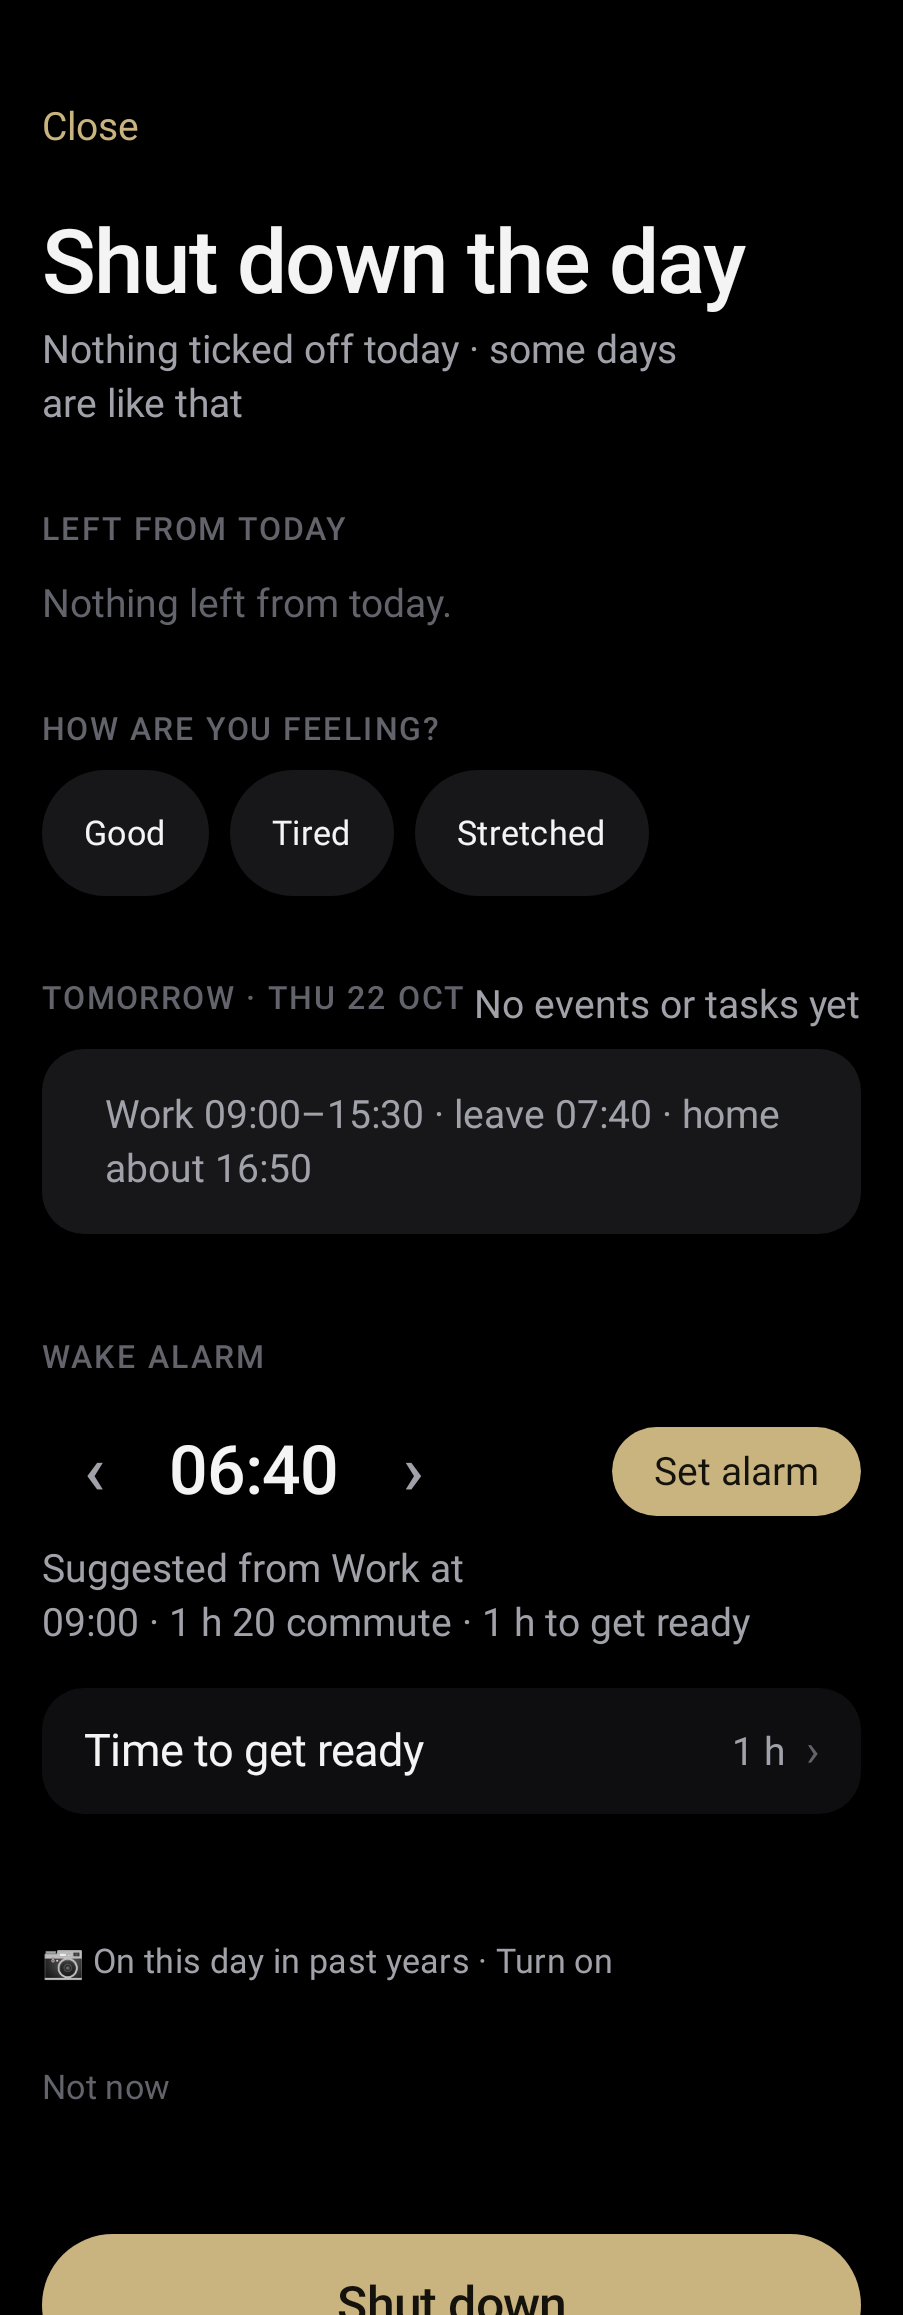 Close
Shut down the day
Nothing ticked off today · some days
are like that
LEFT FROM TODAY
Nothing left from today.
HOW ARE YOU FEELING?
Good
Tired
Stretched
TOMORROW · THU 22 OCT
No events or tasks yet
Work 09:00–15:30 · leave 07:40 · home
about 16:50
WAKE ALARM
‹ 06:40 ›
Set alarm
Suggested from Work at
09:00 · 1 h 20 commute · 1 h to get ready
Time to get ready
1 h ›
On this day in past years · Turn on
Not now
Shut down